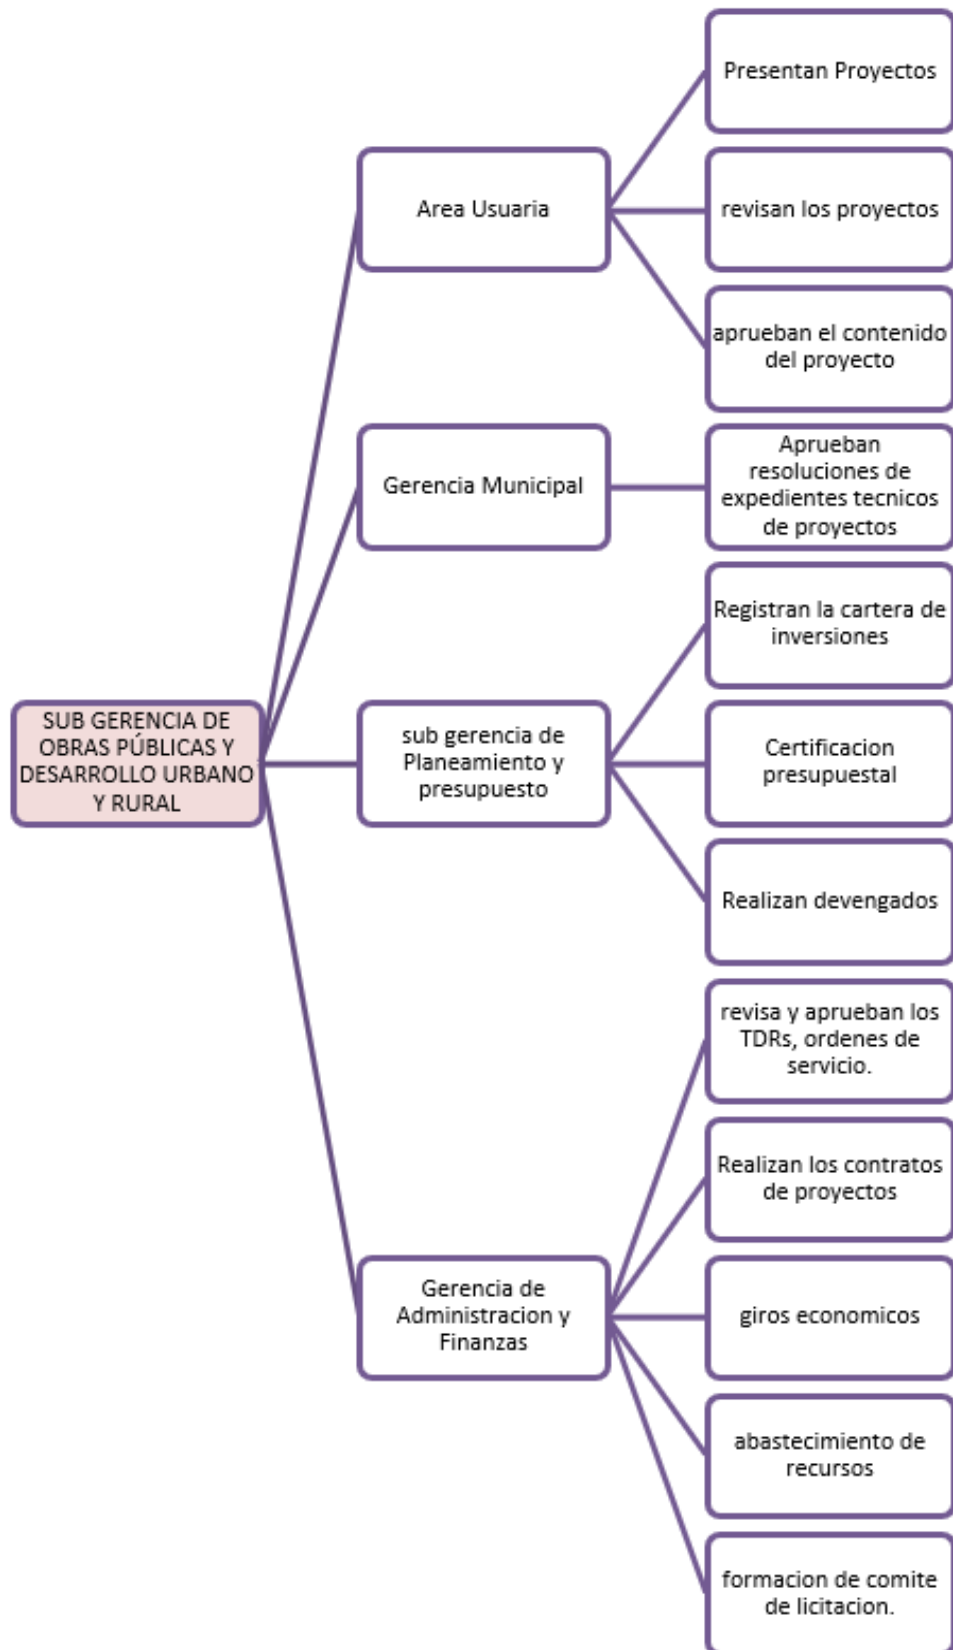 Presentan Proyectos
Area Usuaria
revisan los proyectos
aprueban el contenido
del proyecto
Gerencia Municipal
Aprueban
resoluciones de
expedientes tecnicos
de proyectos
Registran la cartera de
inversiones
SUB GERENCIA DE
OBRAS PÚBLICAS Y
DESARROLLO URBANO
Y RURAL
sub gerencia de
Planeamiento y
presupuesto
Certificacion
presupuestal
Realizan devengados
revisa y aprueban los
TDRs, ordenes de
servicio.
Realizan los contratos
de proyectos
Gerencia de
Administracion y
Finanzas
giros economicos
abastecimiento de
recursos
formacion de comite
de licitacion.